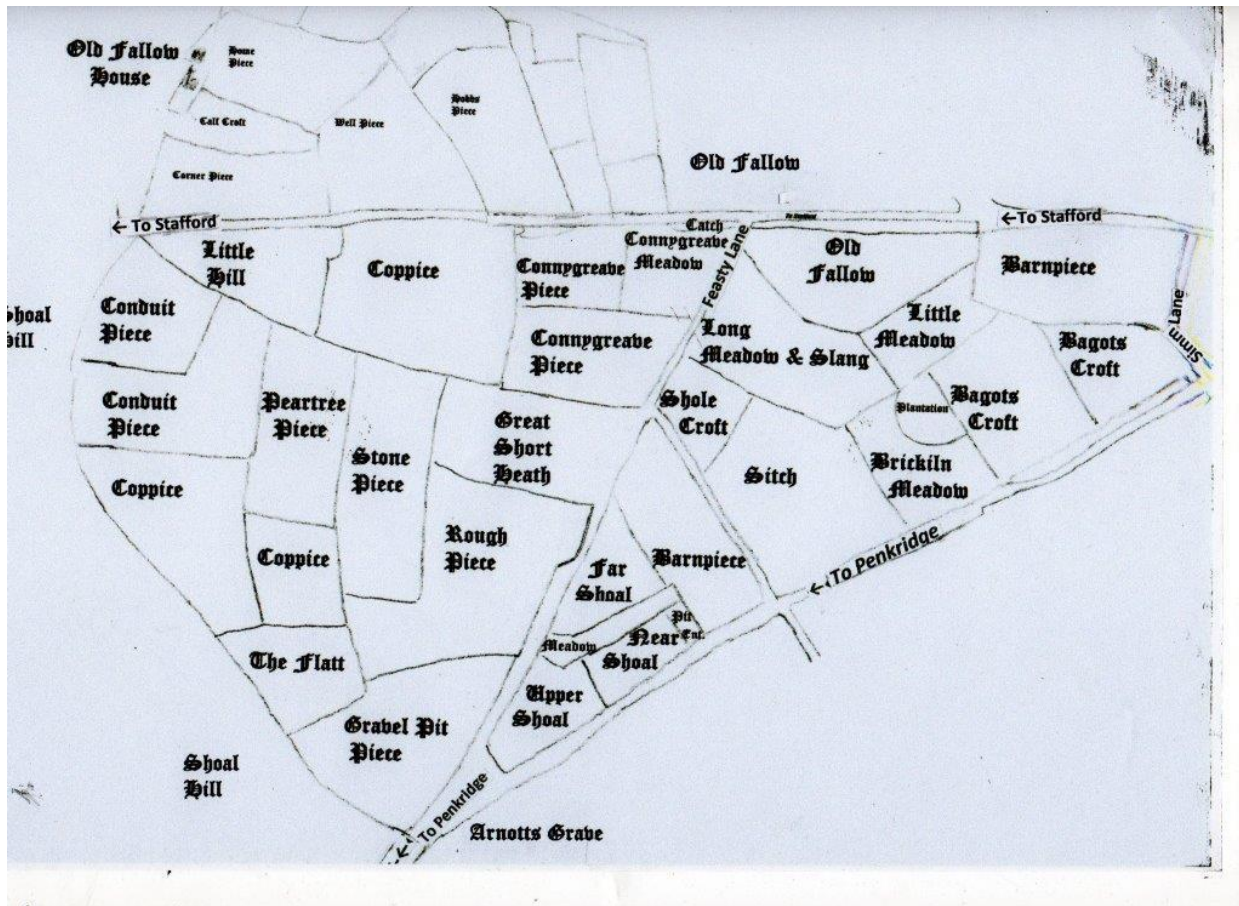 Old Fallow
House
Home
Piece
Calf Croft
Well Piece
Hobbs
Piece
Corner Piece
Old Fallow
← To Stafford
←To Stafford
Catch
Connygreave
Meadow
Feasty Lane
Little
Hill
Coppice
Connygreave
Piece
Old
Fallow
Barnpiece
Simm Lane
Shoal
Hill
Conduit
Piece
Connygreave
Piece
Long
Meadow & Slang
Little
Meadow
Bagots
Croft
Conduit
Piece
Peartree
Piece
Great
Short
Heath
Shole
Croft
Plantation
Bagots
Croft
Coppice
Stone
Piece
Sitch
Brickiln
Meadow
Coppice
Rough
Piece
Far
Shoal
Barnpiece
← To Penkridge
Pit
Ent.
Meadow
Near
Shoal
The Flatt
Upper
Shoal
Gravel Pit
Piece
Shoal
Hill
← To Penkridge
Arnotts Grave